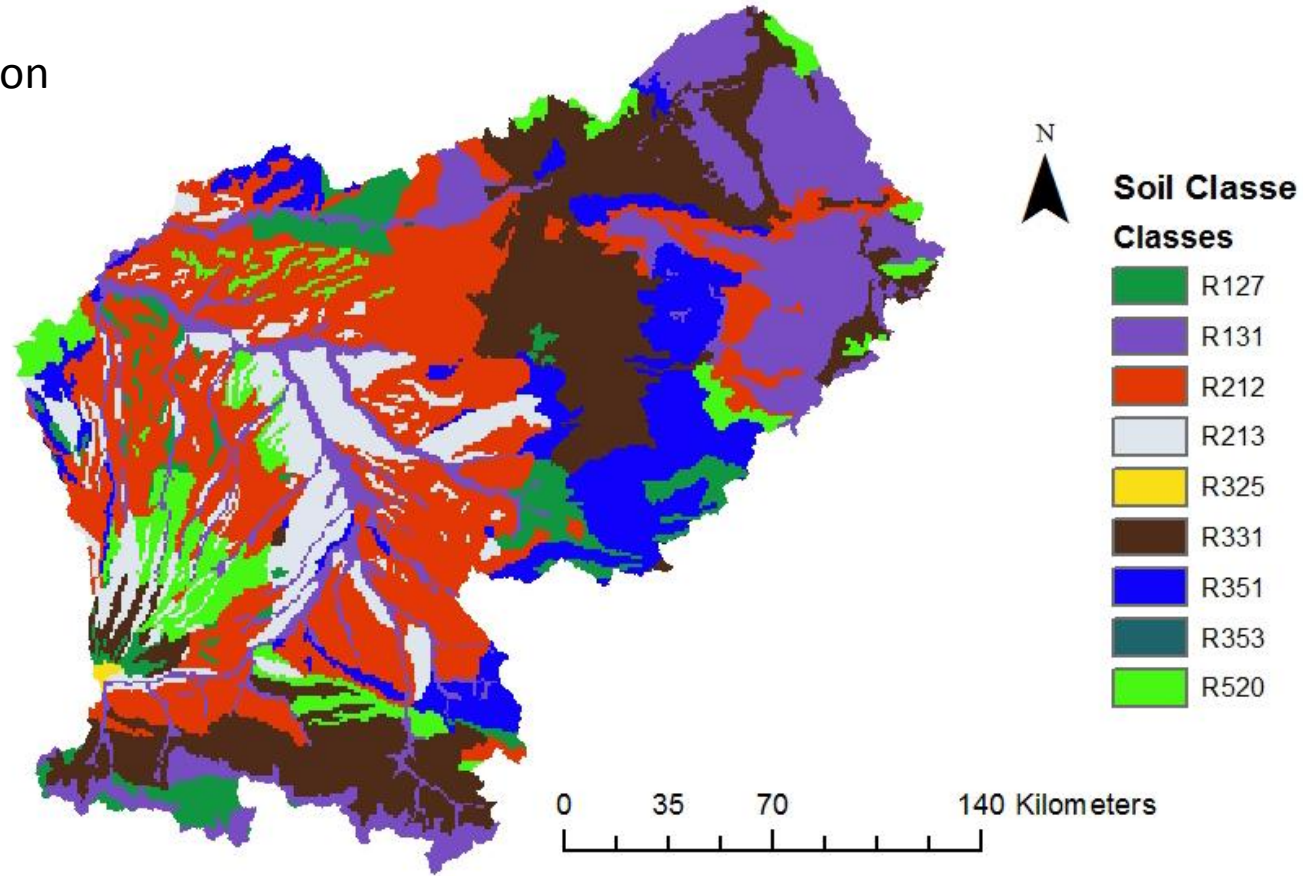 on
N
Soil Classe
Classes
R127
R131
R212
R213
R325
R331
R351
R353
R520
0 35 70 140 Kilometers